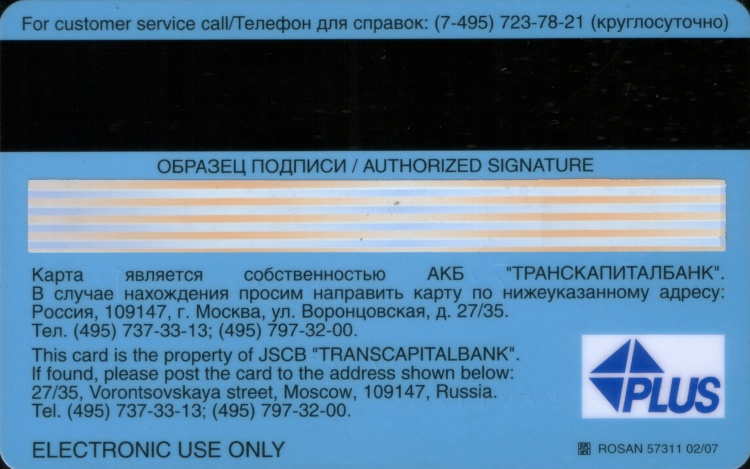 For customer service call/Телефон для справок: (7-495) 723-78-21 (круглосуточно)
ОБРАЗЕЦ ПОДПИСИ / AUTHORIZED SIGNATURE
Карта является собственностью АКБ "ТРАНСКАПИТАЛБАНК".
В случае нахождения просим направить карту по нижеуказанному адресу:
Россия, 109147, г. Москва, ул. Воронцовская, д. 27/35.
Тел. (495) 737-33-13; (495) 797-32-00.
This card is the property of JSCB "TRANSCAPITALBANK".
If found, please post the card to the address shown below:
27/35, Vorontsovskaya street, Moscow, 109147, Russia.
Tel. (495) 737-33-13; (495) 797-32-00.
PLUS
ELECTRONIC USE ONLY
ROSAN 57311 02/07